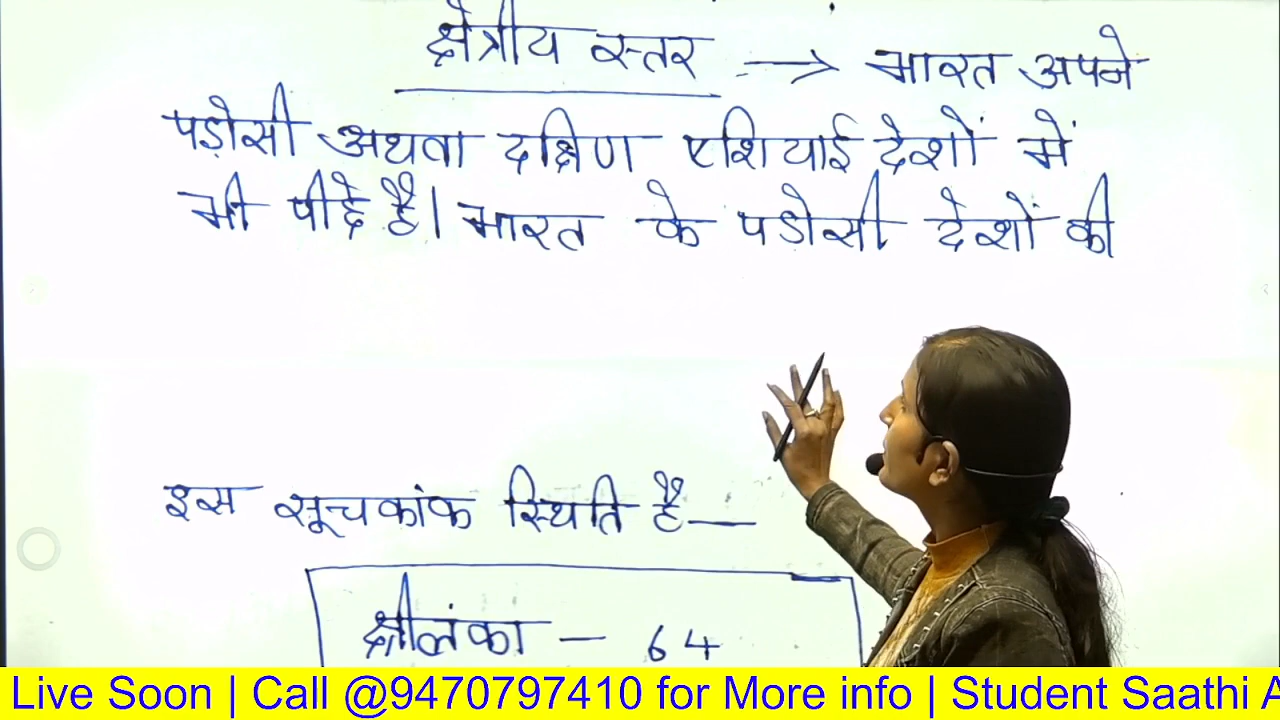 क्षेत्रीय स्तर → भारत अपने
पड़ोसी अथवा दक्षिण एशियाई देशों में
भी पीछे है। भारत के पडोसी देशों की
इस सूचकांक स्थिति है—
श्रीलंका – 64
Live Soon | Call @9470797410 for More info | Student Saathi A